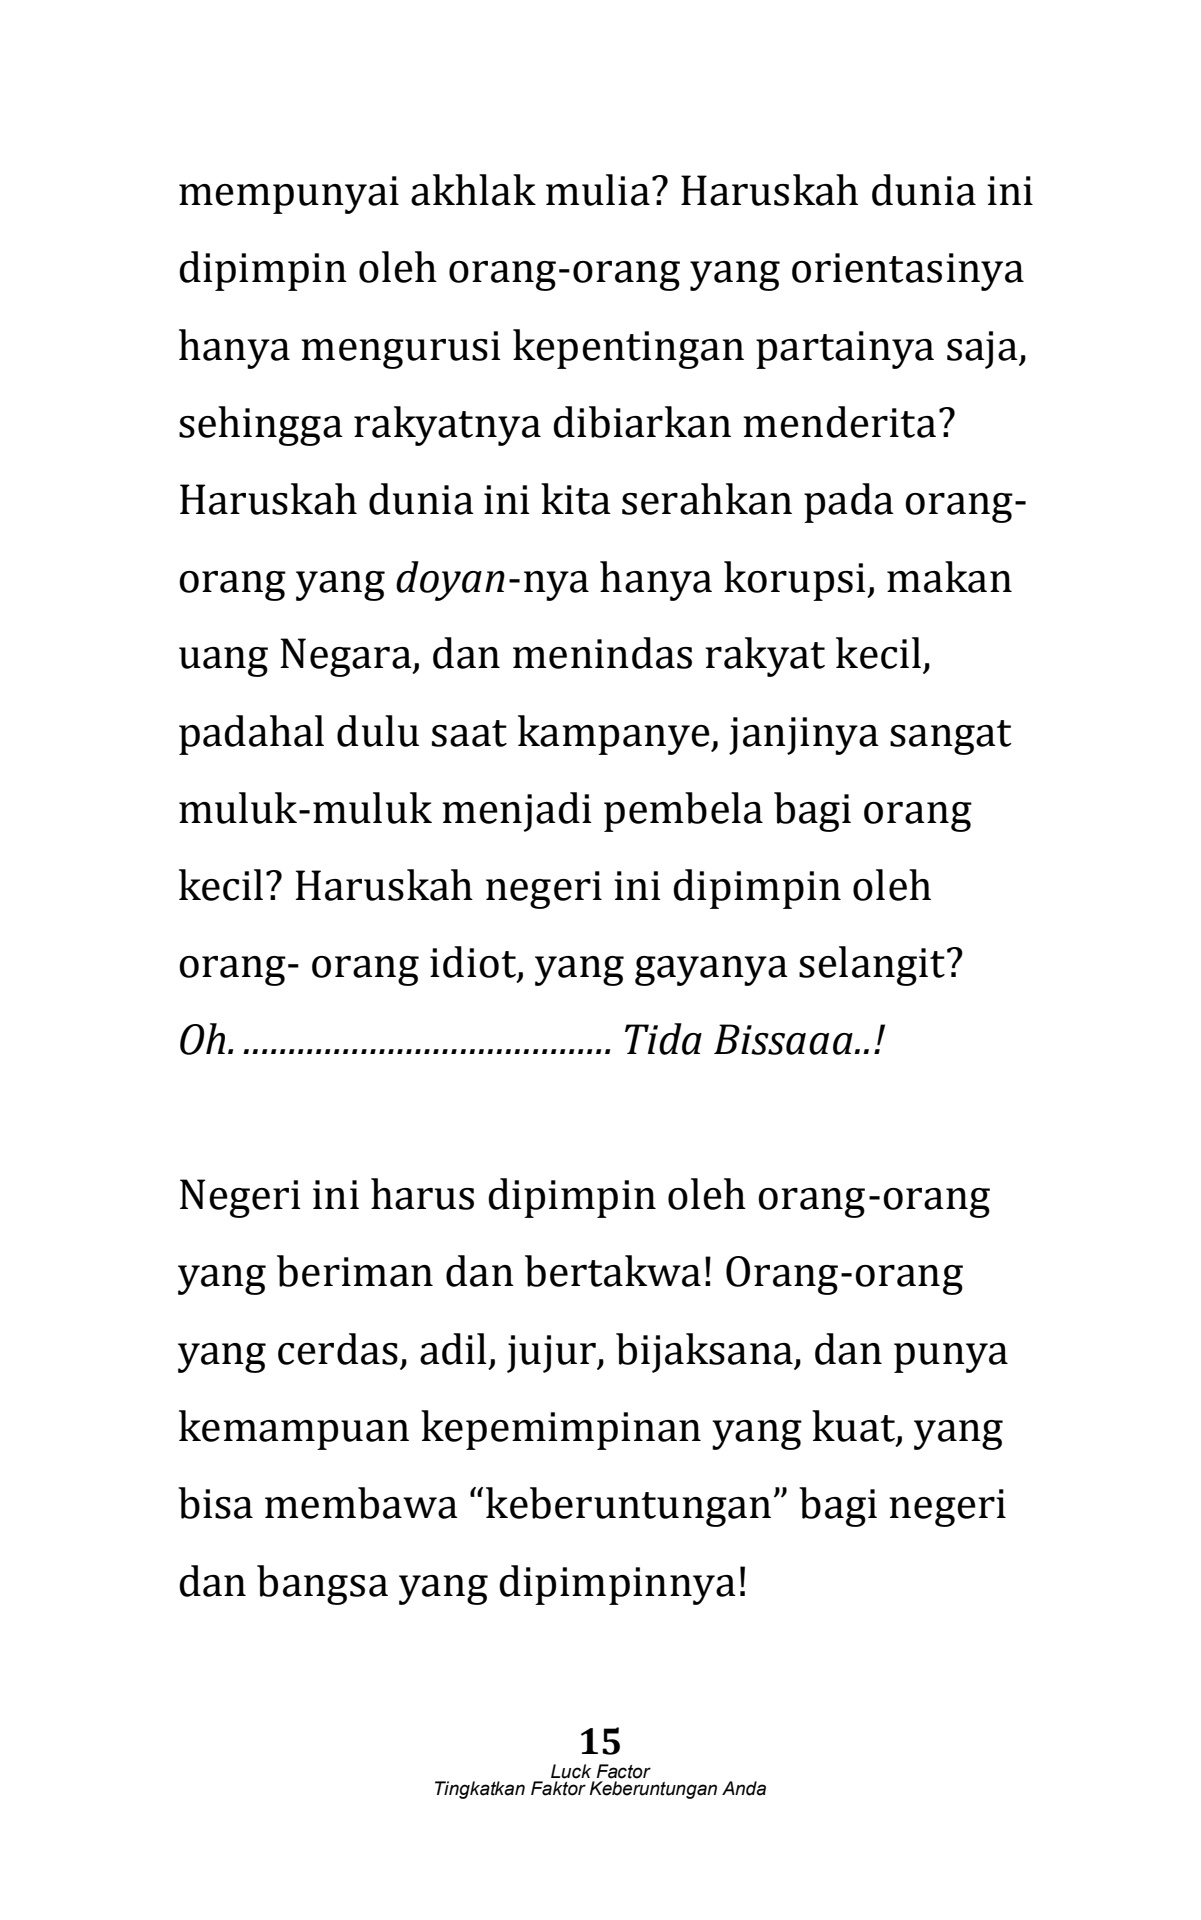 mempunyai akhlak mulia? Haruskah dunia ini
dipimpin oleh orang-orang yang orientasinya
hanya mengurusi kepentingan partainya saja,
sehingga rakyatnya dibiarkan menderita?
Haruskah dunia ini kita serahkan pada orang-
orang yang doyan-nya hanya korupsi, makan
uang Negara, dan menindas rakyat kecil,
padahal dulu saat kampanye, janjinya sangat
muluk-muluk menjadi pembela bagi orang
kecil? Haruskah negeri ini dipimpin oleh
orang- orang idiot, yang gayanya selangit?
Oh. ......................................... Tida Bissaaa..!
Negeri ini harus dipimpin oleh orang-orang
yang beriman dan bertakwa! Orang-orang
yang cerdas, adil, jujur, bijaksana, dan punya
kemampuan kepemimpinan yang kuat, yang
bisa membawa “keberuntungan” bagi negeri
dan bangsa yang dipimpinnya!
15
Luck Factor
Tingkatkan Faktor Keberuntungan Anda